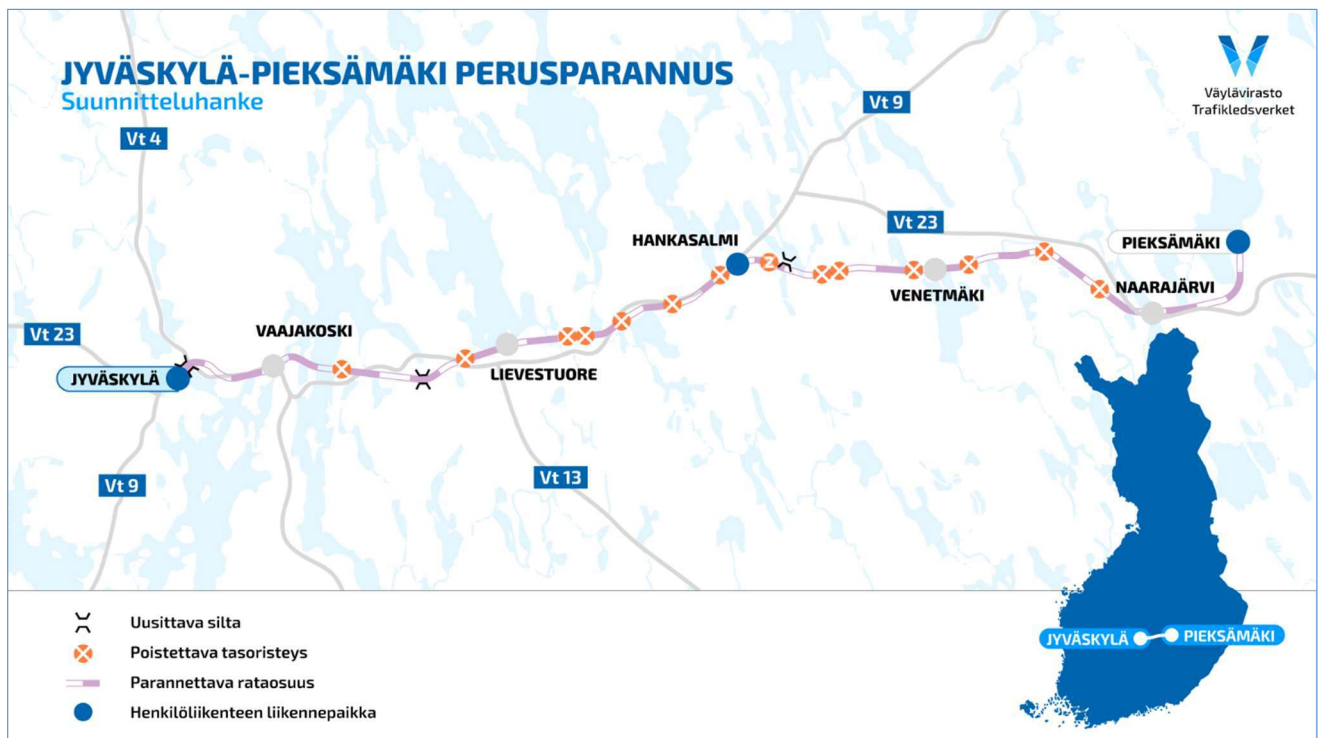 JYVÄSKYLÄ-PIEKSÄMÄKI PERUSPARANNUS
Suunnitteluhanke
Väylävirasto
Trafikledsverket
Vt 4
Vt 9
Vt 23
HANKASALMI
PIEKSÄMÄKI
VENETMÄKI
NAARAJÄRVI
Vt 23
VAAJAKOSKI
JYVÄSKYLÄ
LIEVESTUORE
Vt 9
Vt 13
Uusittava silta
Poistettava tasoristeys
Parannettava rataosuus
Henkilöliikenteen liikennepaikka
JYVÄSKYLÄ
PIEKSÄMÄKI